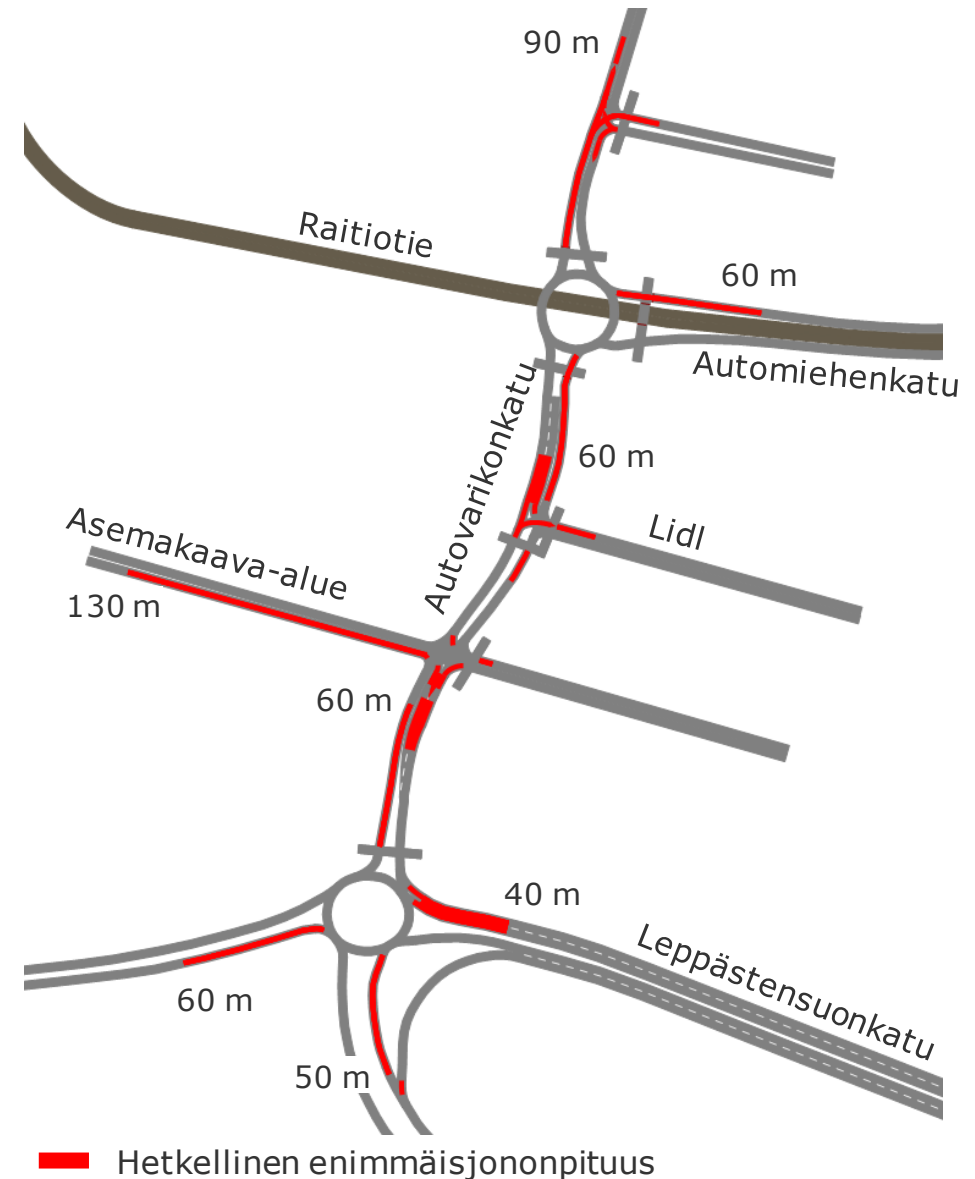 90 m
Raitiotie
60 m
Automiehenkatu
Autovarikonkatu
60 m
Lidl
Asemakaava-alue
130 m
60 m
40 m
Leppästensuonkatu
60 m
50 m
Hetkellinen enimmäisjononpituus